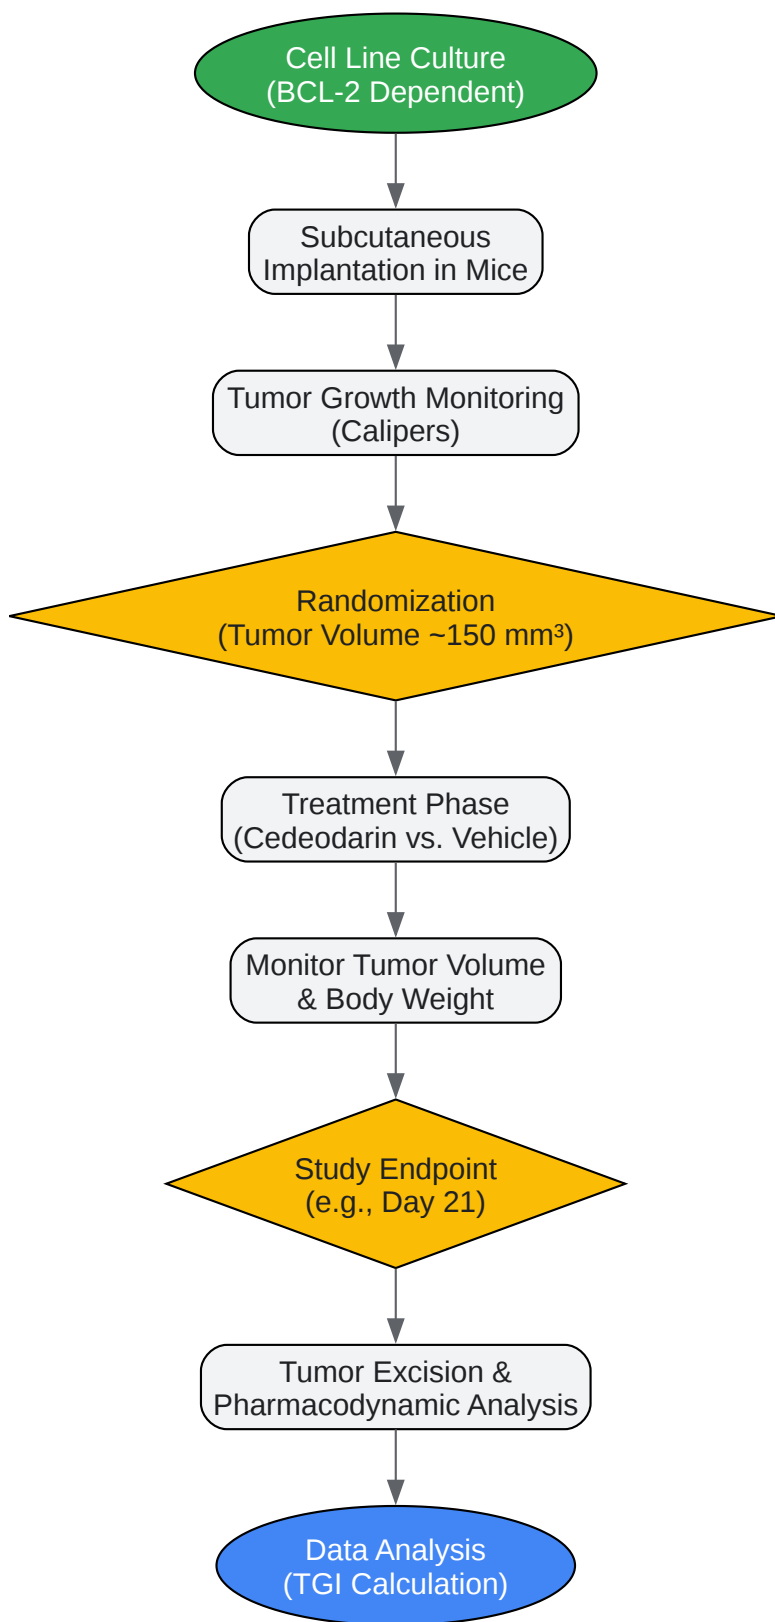 Cell Line Culture
(BCL-2 Dependent)
Subcutaneous
Implantation in Mice
Tumor Growth Monitoring
(Calipers)
Randomization
(Tumor Volume ~150 mm³)
Treatment Phase
(Cedeodarin vs. Vehicle)
Monitor Tumor Volume
& Body Weight
Study Endpoint
(e.g., Day 21)
Tumor Excision &
Pharmacodynamic Analysis
Data Analysis
(TGI Calculation)